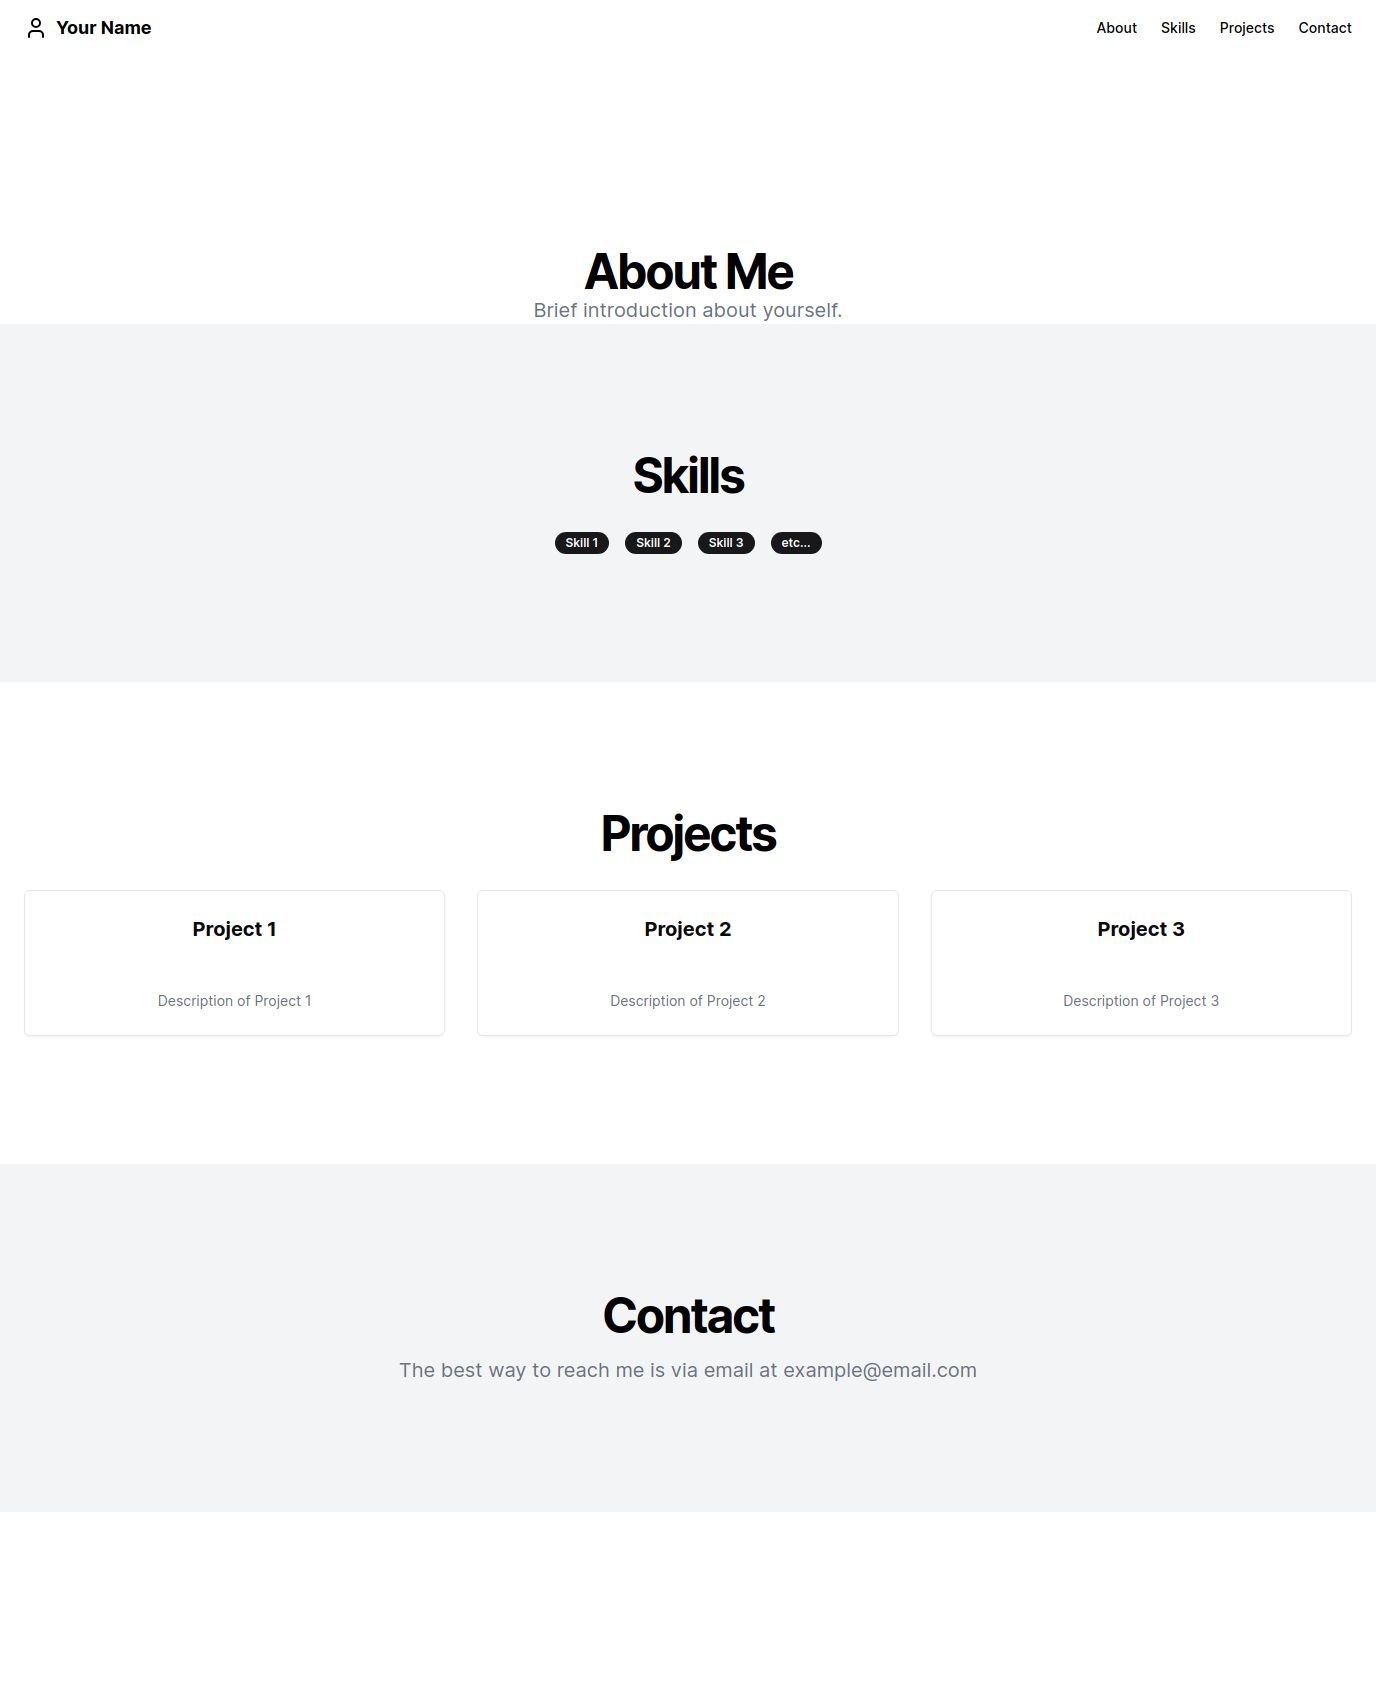 Your Name
About Skills Projects Contact
About Me
Brief introduction about yourself.
Skills
Skill 1 Skill 2 Skill 3 etc...
Projects
Project 1 Project 2 Project 3
Description of Project 1 Description of Project 2 Description of Project 3
Contact
The best way to reach me is via email at example@email.com